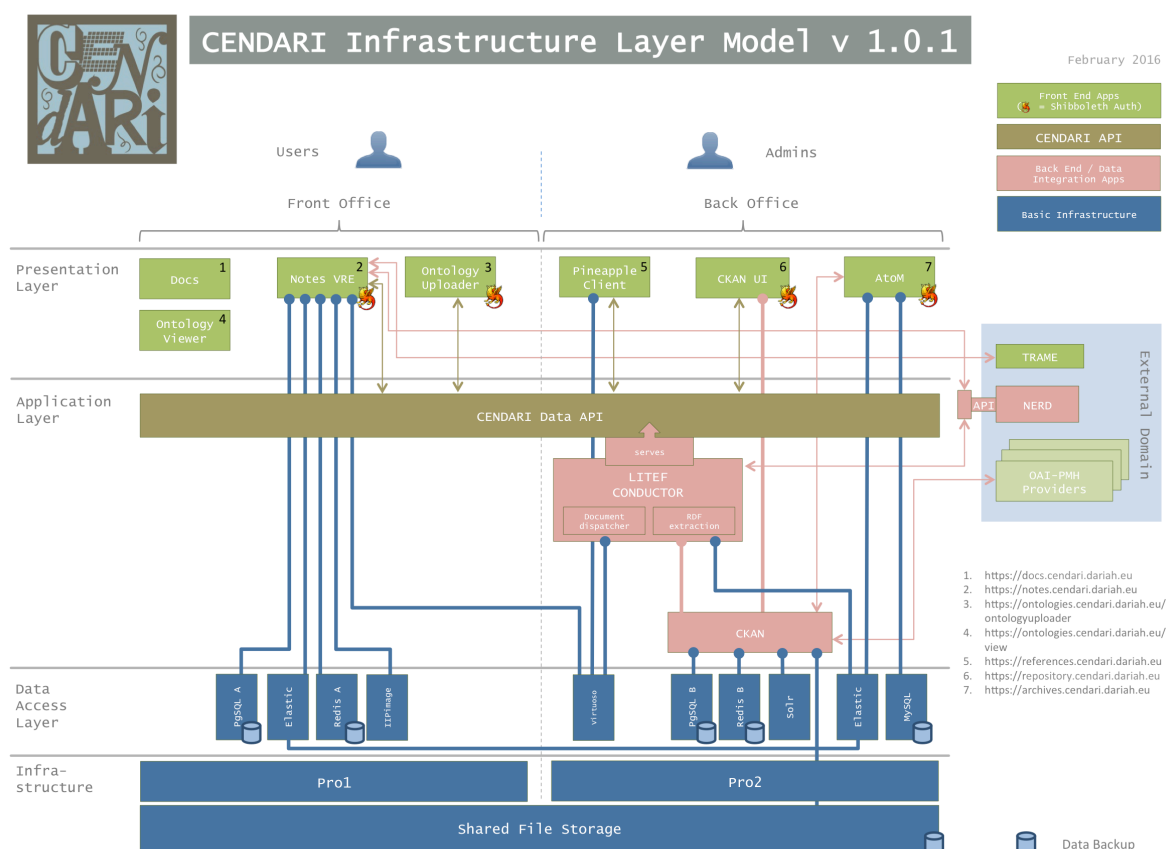 CENDARI
CENDARI Infrastructure Layer Model v 1.0.1
February 2016
Front End Apps
( = Shibboleth Auth)
CENDARI API
Back End / Data
Integration Apps
Basic Infrastructure
Users
Admins
Front Office
Back Office
Presentation
Layer
Docs 1
Notes VRE 2
Ontology 3
Uploader
Pineapple 5
Client
CKAN UI 6
AtoM 7
Ontology 4
Viewer
TRAME
External Domain
Application
Layer
CENDARI Data API
API
NERD
serves
LITEF
CONDUCTOR
Document
dispatcher
RDF
extraction
OAI-PMH
Providers
CKAN
1. https://docs.cendari.dariah.eu
2. https://notes.cendari.dariah.eu
3. https://ontologies.cendari.dariah.eu/
ontologyuploader
4. https://ontologies.cendari.dariah.eu/
view
5. https://references.cendari.dariah.eu
6. https://repository.cendari.dariah.eu
7. https://archives.cendari.dariah.eu
Data
Access
Layer
PgSQL A
Elastic
Redis A
IIPimage
Virtuoso
PgSQL B
Redis B
Solr
Elastic
MySQL
Infra-
structure
Pro1
Pro2
Shared File Storage
Data Backup